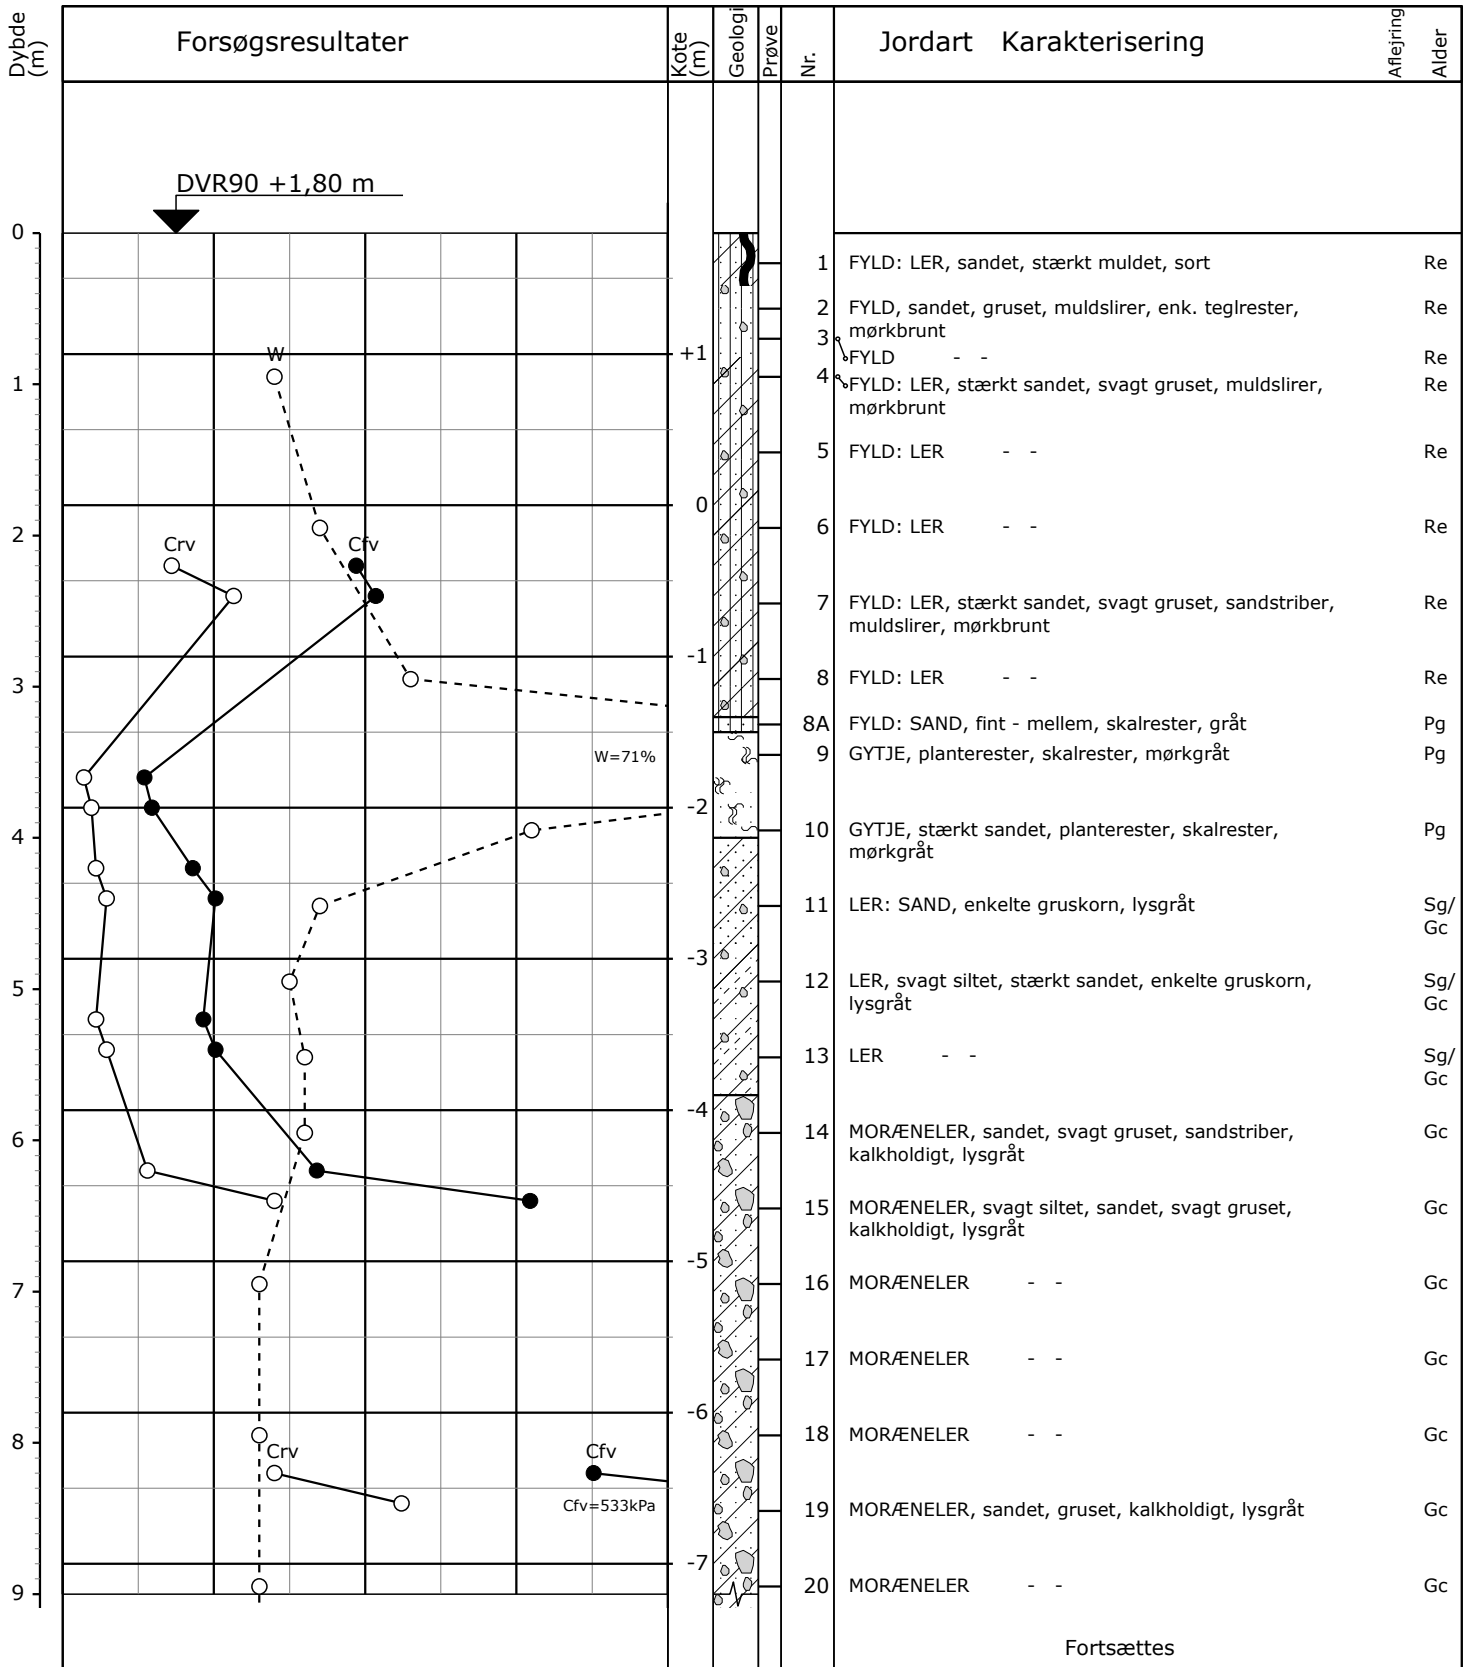 Dybde (m)
Forsøgsresultater
Kote (m)
Geologi
Prøve
Nr.
Jordart Karakterisering
Aflejring
Alder
DVR90 +1,80 m
0
1 FYLD: LER, sandet, stærkt muldet, sort Re
2 FYLD, sandet, gruset, muldslirer, enk. teglrester, Re
mørkbrunt
3
W
+1
FYLD - - Re
4
1
FYLD: LER, stærkt sandet, svagt gruset, muldslirer, Re
mørkbrunt
5 FYLD: LER - - Re
0
6 FYLD: LER - - Re
2
Crv
Cfv
7 FYLD: LER, stærkt sandet, svagt gruset, sandstriber, Re
muldslirer, mørkbrunt
-1
8 FYLD: LER - - Re
3
8A FYLD: SAND, fint - mellem, skalrester, gråt Pg
W=71%
9 GYTJE, planterester, skalrester, mørkgråt Pg
-2
10 GYTJE, stærkt sandet, planterester, skalrester, Pg
4
mørkgråt
11 LER: SAND, enkelte gruskorn, lysgråt Sg/
Gc
-3
12 LER, svagt siltet, stærkt sandet, enkelte gruskorn, Sg/
5
lysgråt Gc
13 LER - - Sg/
Gc
-4
14 MORÆNELER, sandet, svagt gruset, sandstriber, Gc
6
kalkholdigt, lysgråt
15 MORÆNELER, svagt siltet, sandet, svagt gruset, Gc
kalkholdigt, lysgråt
-5
16 MORÆNELER - - Gc
7
17 MORÆNELER - - Gc
-6
18 MORÆNELER - - Gc
8
Crv
Cfv
Cfv=533kPa
19 MORÆNELER, sandet, gruset, kalkholdigt, lysgråt Gc
-7
20 MORÆNELER - - Gc
9
Fortsættes